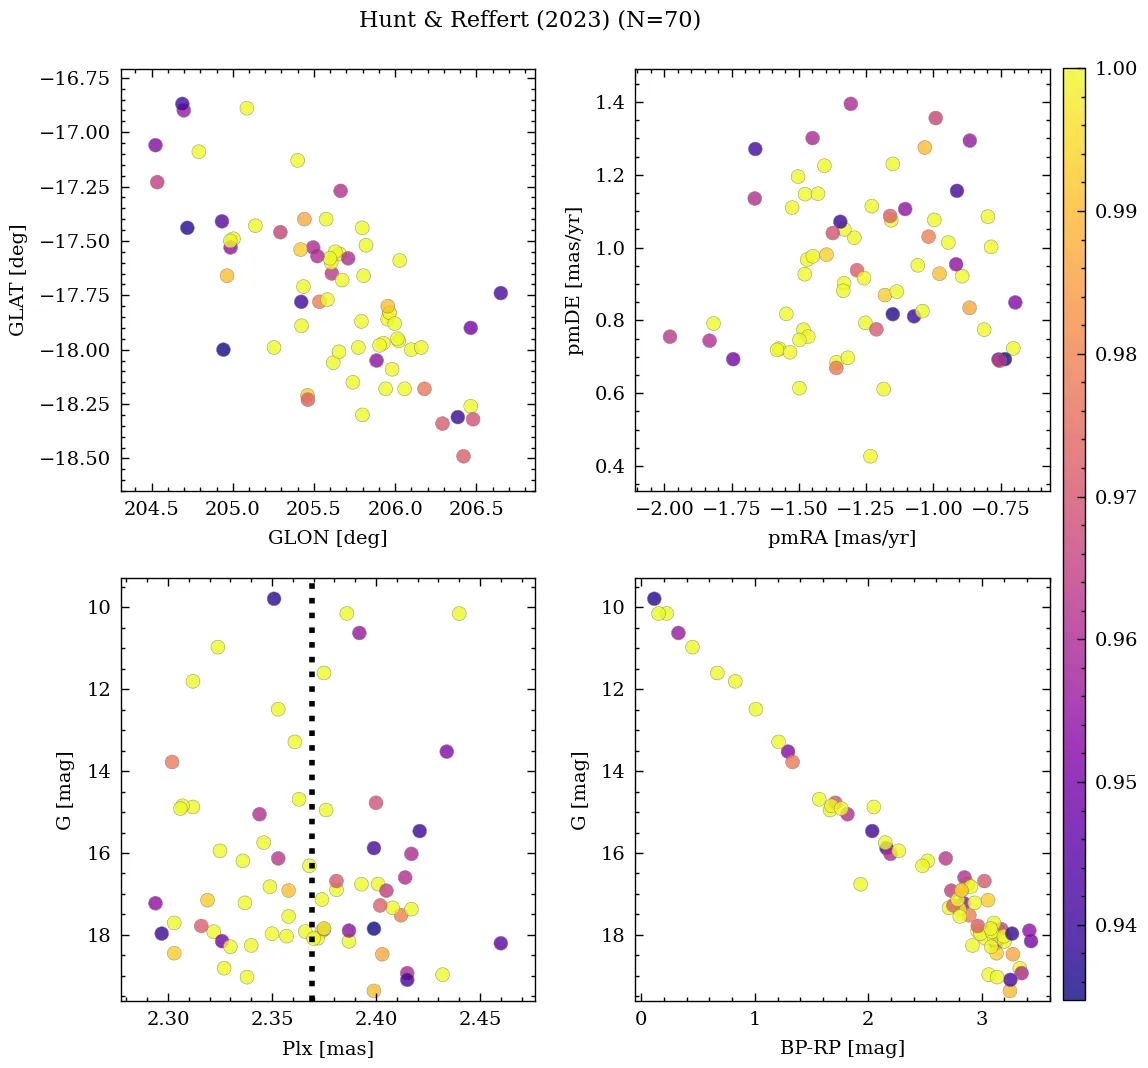 Hunt & Reffert (2023) (N=70)
−16.75
−17.00
−17.25
−17.50
−17.75
−18.00
−18.25
−18.50
GLAT [deg]
204.5 205.0 205.5 206.0 206.5
GLON [deg]
1.4
1.2
1.0
0.8
0.6
0.4
pmDE [mas/yr]
−2.00 −1.75 −1.50 −1.25 −1.00 −0.75
pmRA [mas/yr]
10
12
14
16
18
G [mag]
2.30 2.35 2.40 2.45
Plx [mas]
10
12
14
16
18
G [mag]
0 1 2 3
BP-RP [mag]
1.00
0.99
0.98
0.97
0.96
0.95
0.94